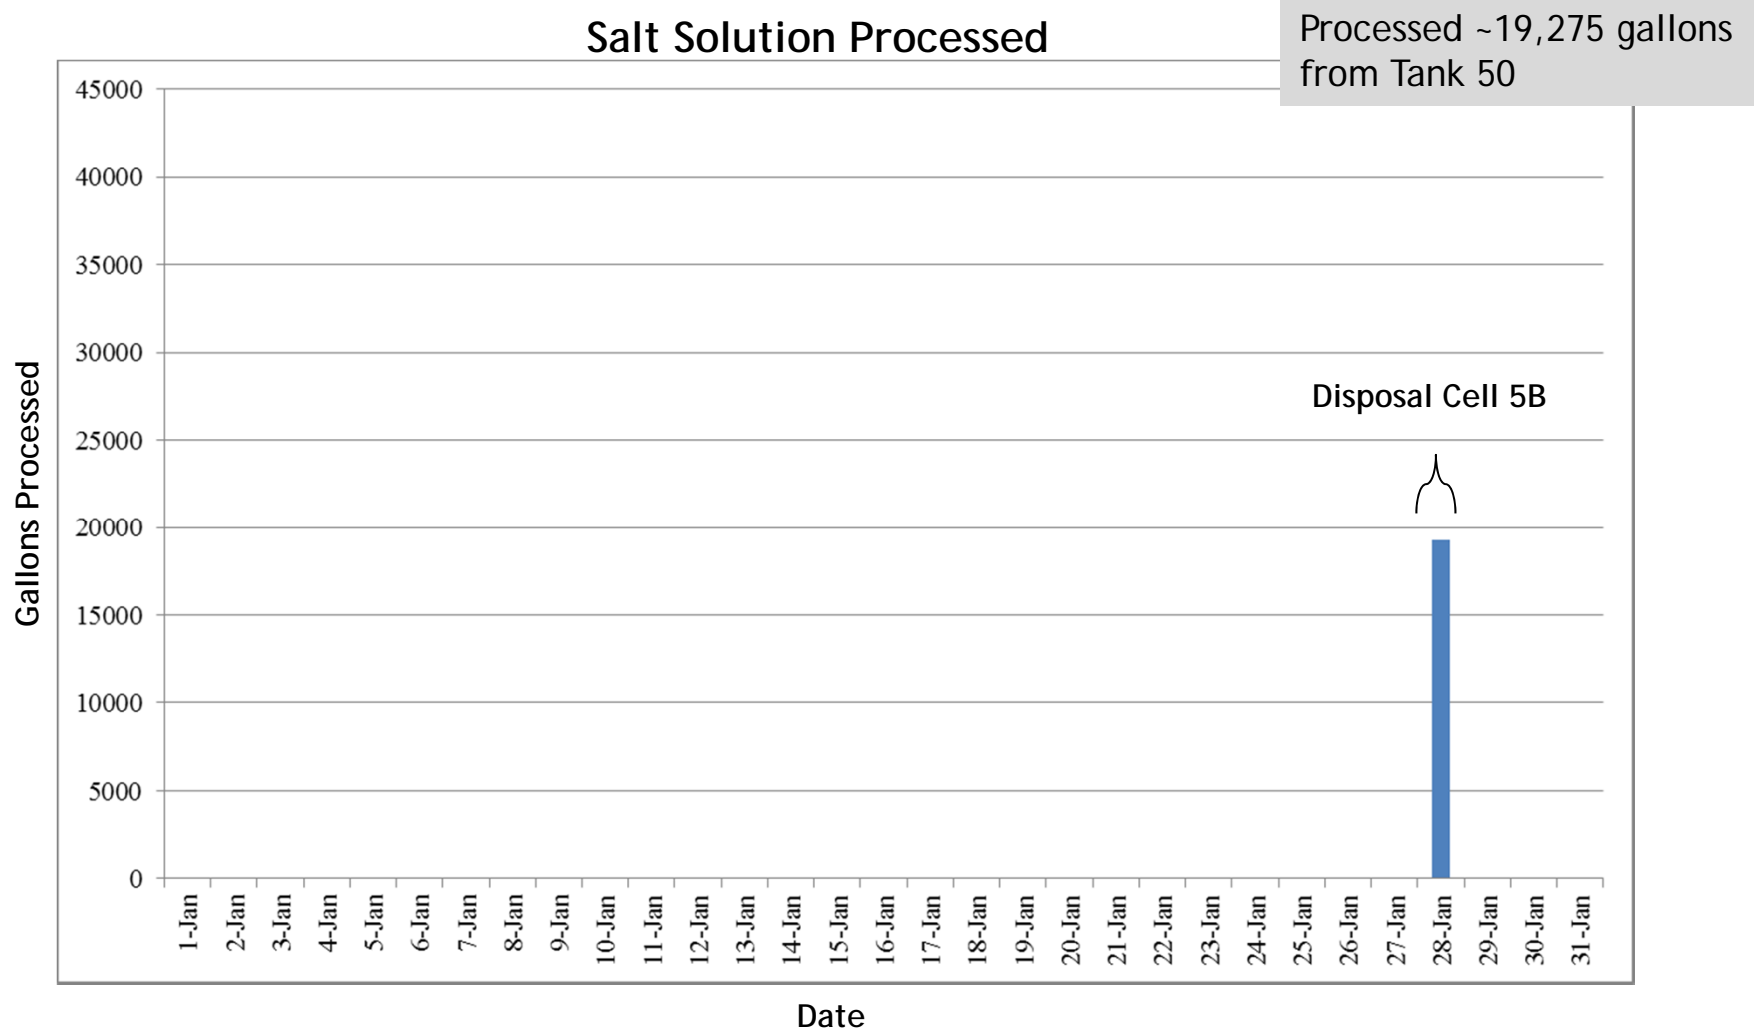 Salt Solution Processed
Processed ~19,275 gallons
from Tank 50
45000
40000
35000
30000
25000
20000
15000
10000
5000
0
Gallons Processed
Disposal Cell 5B
1-Jan
2-Jan
3-Jan
4-Jan
5-Jan
6-Jan
7-Jan
8-Jan
9-Jan
10-Jan
11-Jan
12-Jan
13-Jan
14-Jan
15-Jan
16-Jan
17-Jan
18-Jan
19-Jan
20-Jan
21-Jan
22-Jan
23-Jan
24-Jan
25-Jan
26-Jan
27-Jan
28-Jan
29-Jan
30-Jan
31-Jan
Date